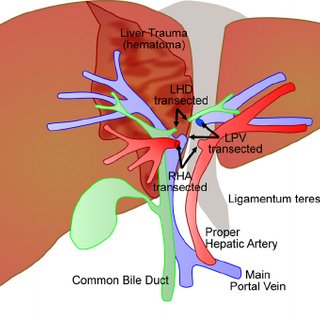 Liver Trauma
(hematoma)
LHD
transected
LPV
transected
RHA
transected
Ligamentum teres
Proper
Hepatic Artery
Common Bile Duct
Main
Portal Vein